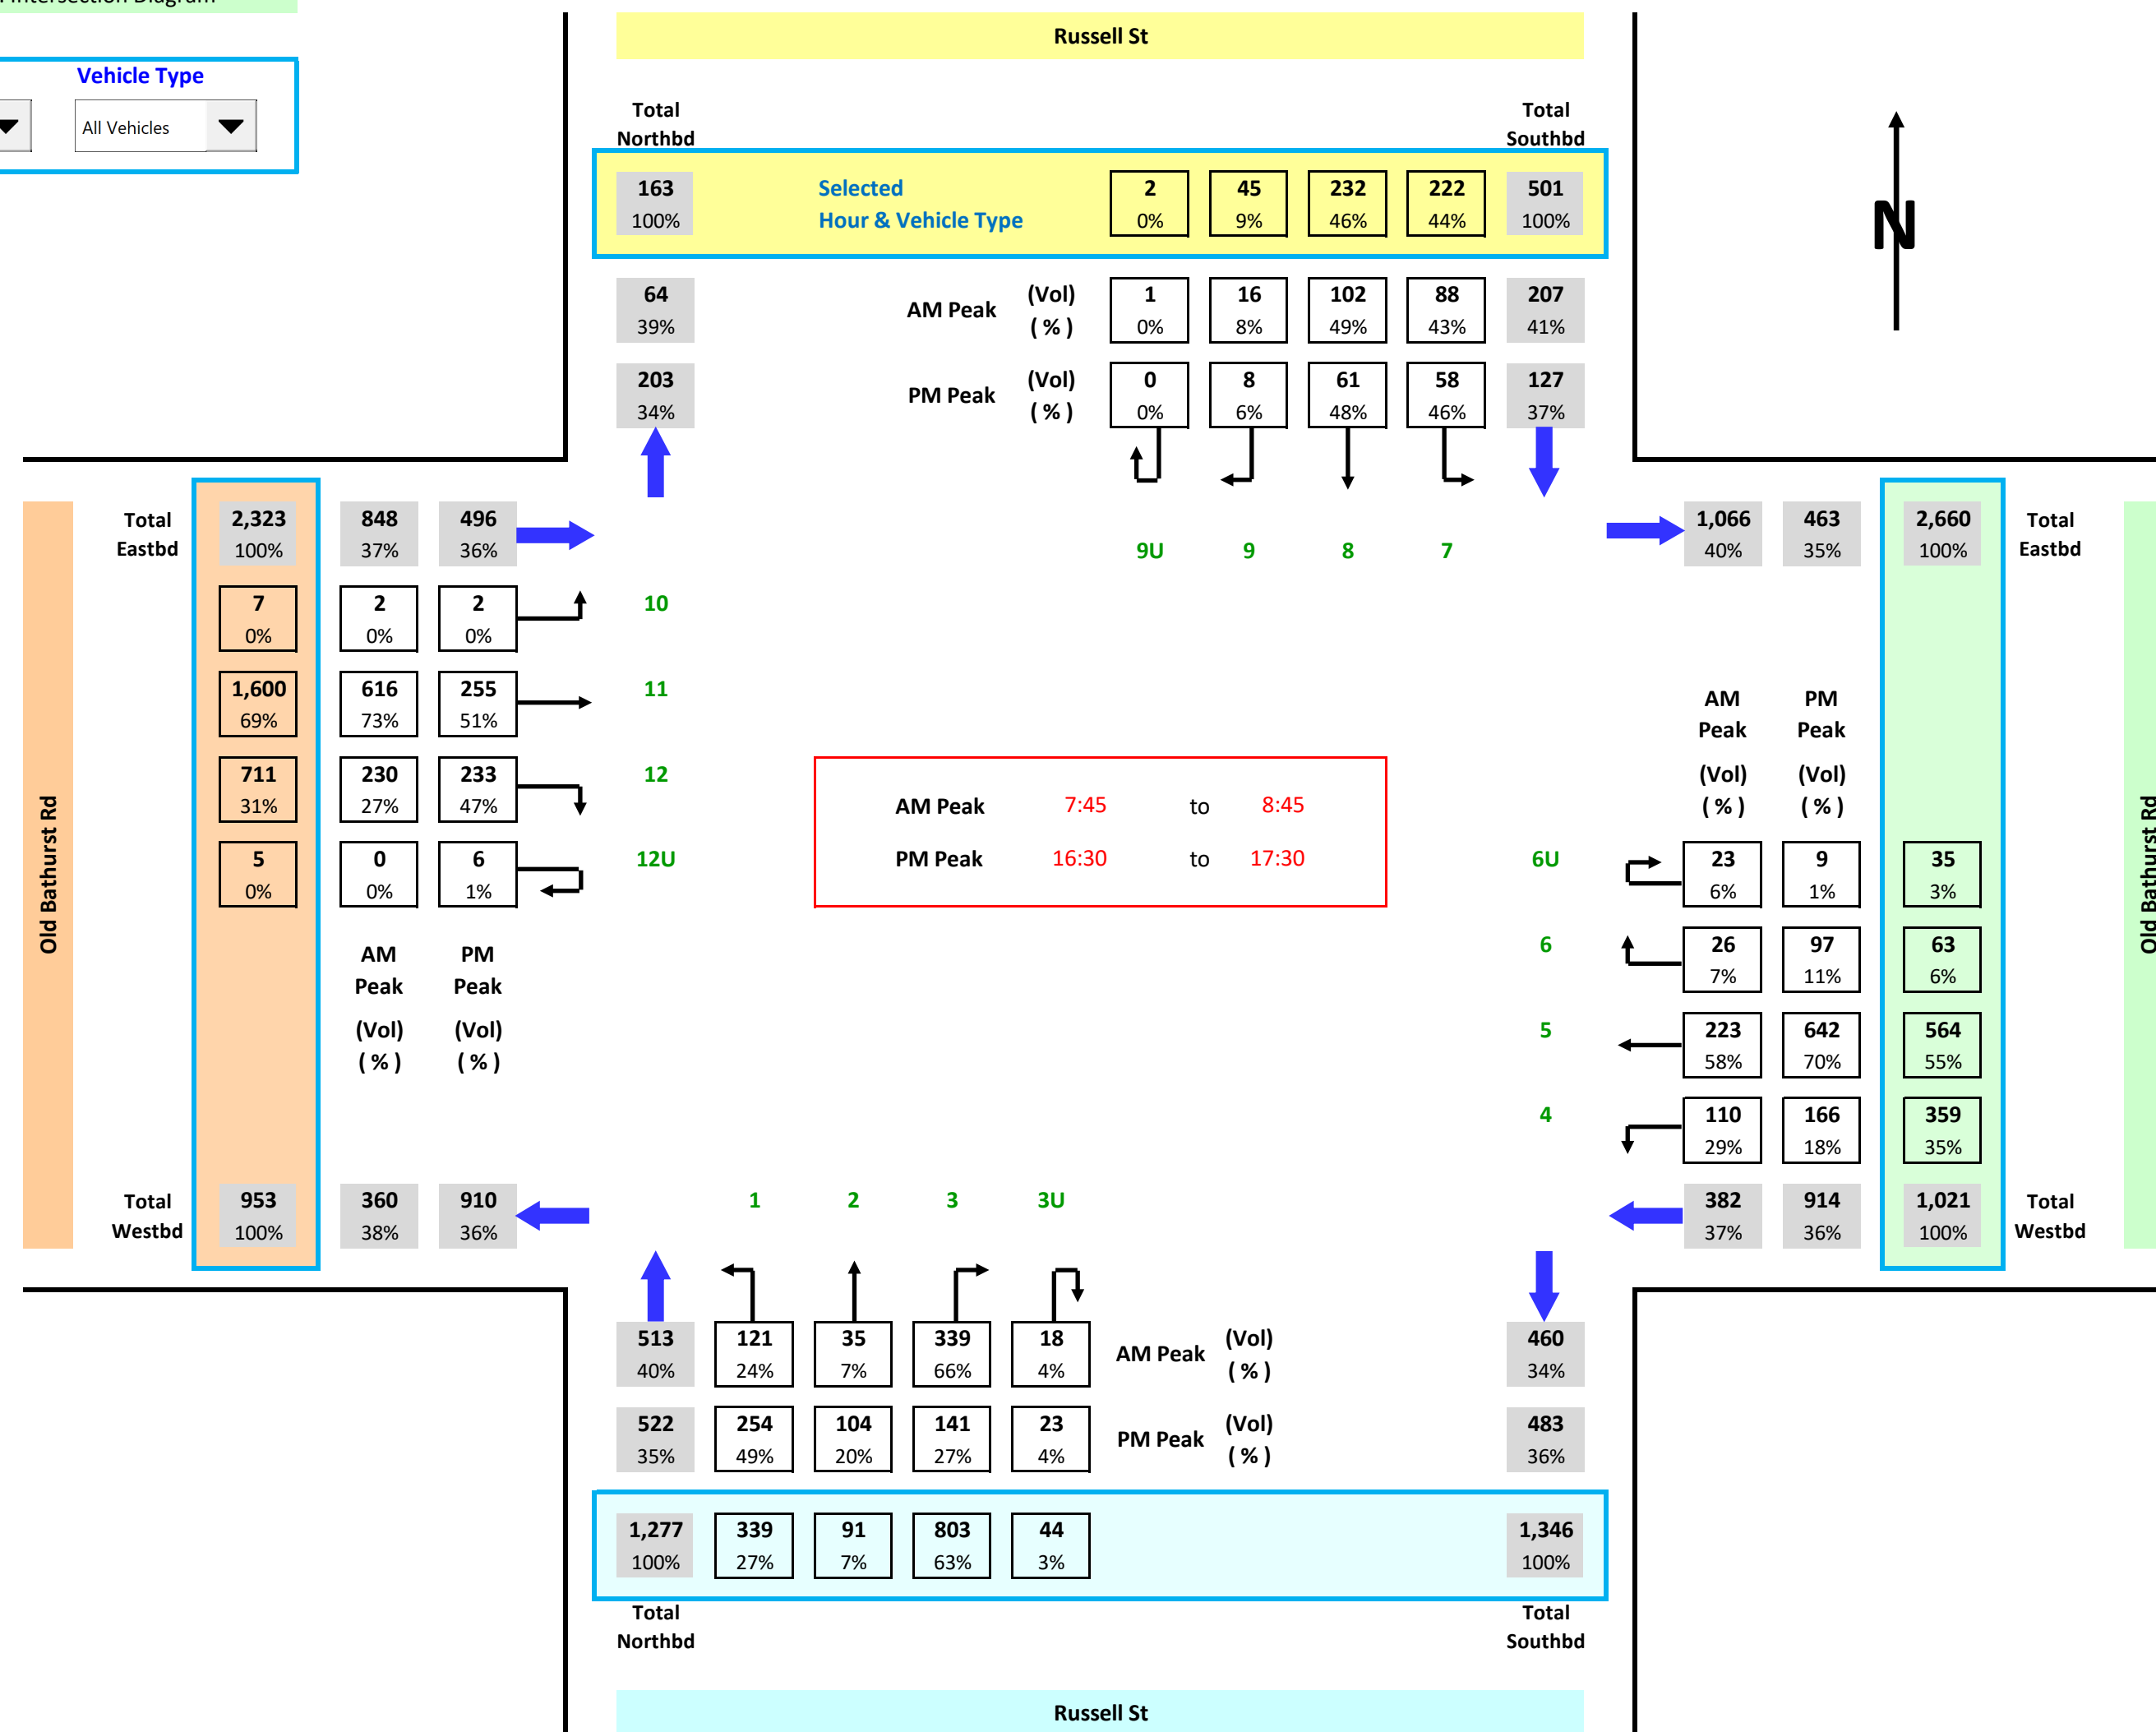 Intersection Diagram
Vehicle Type
All Vehicles
Russell St
Total
Northbd
Total
Southbd
163 Selected 2 45 232 222 501
100% Hour & Vehicle Type 0% 9% 46% 44% 100%
64 AM Peak (Vol) 1 16 102 88 207
39% ( % ) 0% 8% 49% 43% 41%
203 PM Peak (Vol) 0 8 61 58 127
34% ( % ) 0% 6% 48% 46% 37%
N
Total 2,323 848 496
Eastbd 100% 37% 36%
9U 9 8 7
1,066 463 2,660 Total
40% 35% 100% Eastbd
7 2 2 10
0% 0% 0%
1,600 616 255 11
69% 73% 51%
711 230 233 12
31% 27% 47%
5 0 6 12U
0% 0% 1%
Old Bathurst Rd
AM PM
Peak Peak
(Vol) (Vol)
( % ) ( % )
Total 953 360 910
Westbd 100% 38% 36%
AM Peak 7:45 to 8:45
PM Peak 16:30 to 17:30
AM PM
Peak Peak
(Vol) (Vol)
( % ) ( % )
6U 23 9 35
6% 1% 3%
6 26 97 63
7% 11% 6%
5 223 642 564
58% 70% 55%
4 110 166 359
29% 18% 35%
382 914 1,021 Total
37% 36% 100% Westbd
Old Bathurst Rd
1 2 3 3U
513 121 35 339 18 AM Peak (Vol) 460
40% 24% 7% 66% 4% ( % ) 34%
522 254 104 141 23 PM Peak (Vol) 483
35% 49% 20% 27% 4% ( % ) 36%
1,277 339 91 803 44 1,346
100% 27% 7% 63% 3% 100%
Total
Northbd
Total
Southbd
Russell St